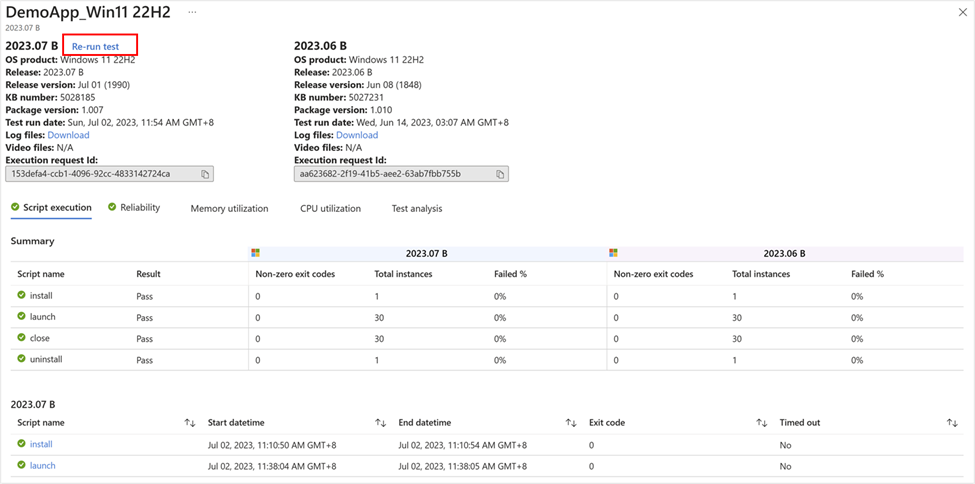 DemoApp_Win11 22H2 ...
2023.07 B
2023.07 B Re-run test
OS product: Windows 11 22H2
Release: 2023.07 B
Release version: Jul 01 (1990)
KB number: 5028185
Package version: 1.007
Test run date: Sun, Jul 02, 2023, 11:54 AM GMT+8
Log files: Download
Video files: N/A
Execution request Id:
153defa4-ccb1-4096-92cc-4833142724ca
2023.06 B
OS product: Windows 11 22H2
Release: 2023.06 B
Release version: Jun 08 (1848)
KB number: 5027231
Package version: 1.010
Test run date: Wed, Jun 14, 2023, 03:07 AM GMT+8
Log files: Download
Video files: N/A
Execution request Id:
aa623682-2f19-41b5-aee2-63ab7fbb755b
Script execution Reliability Memory utilization CPU utilization Test analysis
Summary
2023.07 B 2023.06 B
Script name Result Non-zero exit codes Total instances Failed % Non-zero exit codes Total instances Failed %
install Pass 0 1 0% 0 1 0%
launch Pass 0 30 0% 0 30 0%
close Pass 0 30 0% 0 30 0%
uninstall Pass 0 1 0% 0 1 0%
2023.07 B
Script name Start datetime End datetime Exit code Timed out
install Jul 02, 2023, 11:10:50 AM GMT+8 Jul 02, 2023, 11:10:54 AM GMT+8 0 No
launch Jul 02, 2023, 11:38:04 AM GMT+8 Jul 02, 2023, 11:38:05 AM GMT+8 0 No